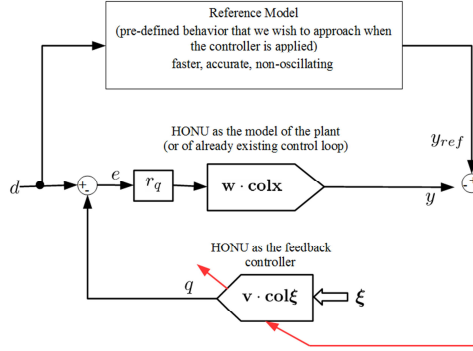 Reference Model
(pre-defined behavior that we wish to approach when
the controller is applied)
faster, accurate, non-oscillating
HONU as the model of the plant
(or of already existing control loop)
y_{ref}
d
+
-
e
r_q
w · colx
y
-
+
HONU as the feedback
controller
q
v · colξ
ξ